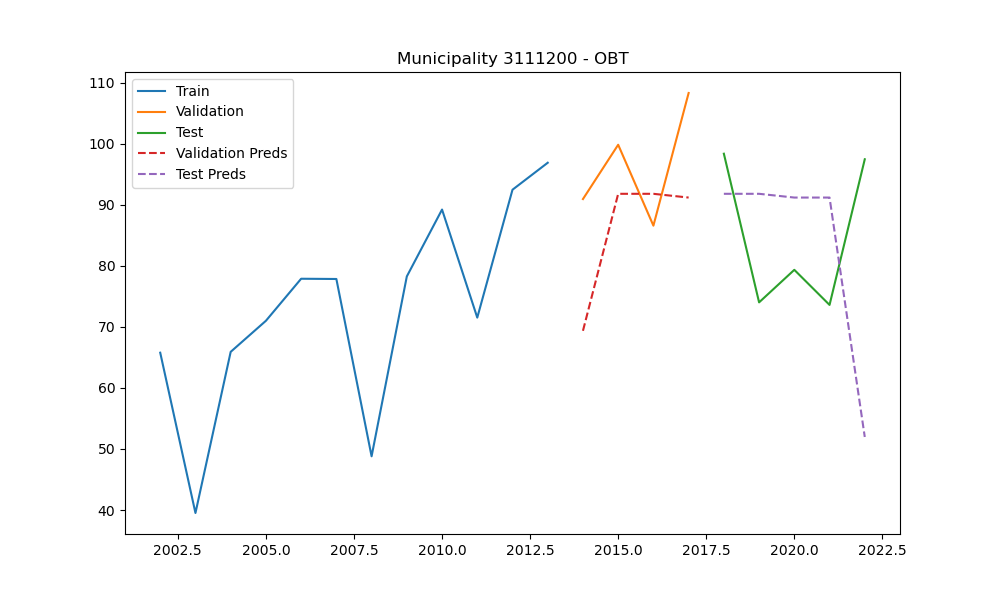 Municipality 3111200 - OBT
Train
Validation
Test
Validation Preds
Test Preds
110
100
90
80
70
60
50
40
2002.5 2005.0 2007.5 2010.0 2012.5 2015.0 2017.5 2020.0 2022.5